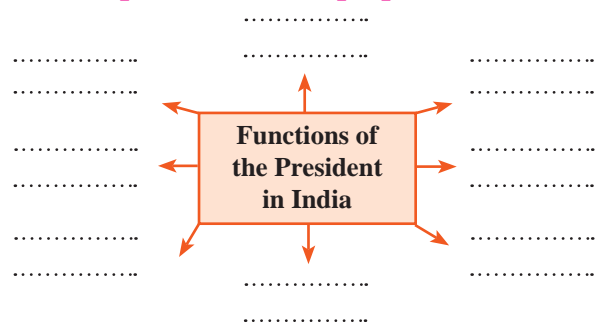 Functions of
the President
in India